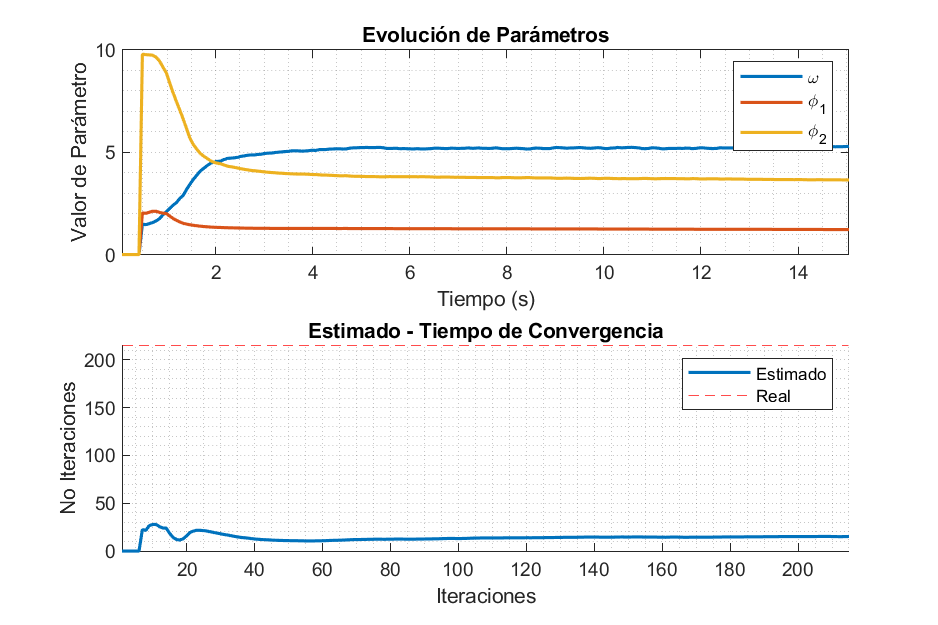 Evolución de Parámetros
Valor de Parámetro
10
5
0
ω
ϕ1
ϕ2
2 4 6 8 10 12 14
Tiempo (s)
Estimado - Tiempo de Convergencia
No Iteraciones
200
150
100
50
0
Estimado
Real
20 40 60 80 100 120 140 160 180 200
Iteraciones